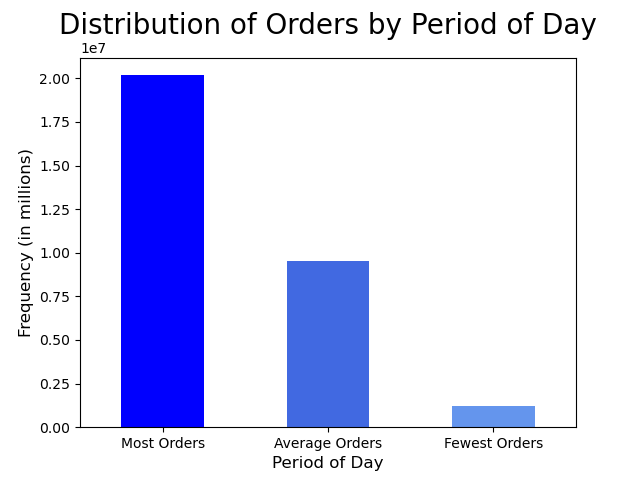 Distribution of Orders by Period of Day
1e7
2.00
1.75
1.50
1.25
1.00
0.75
0.50
0.25
0.00
Frequency (in millions)
Most Orders Average Orders Fewest Orders
Period of Day